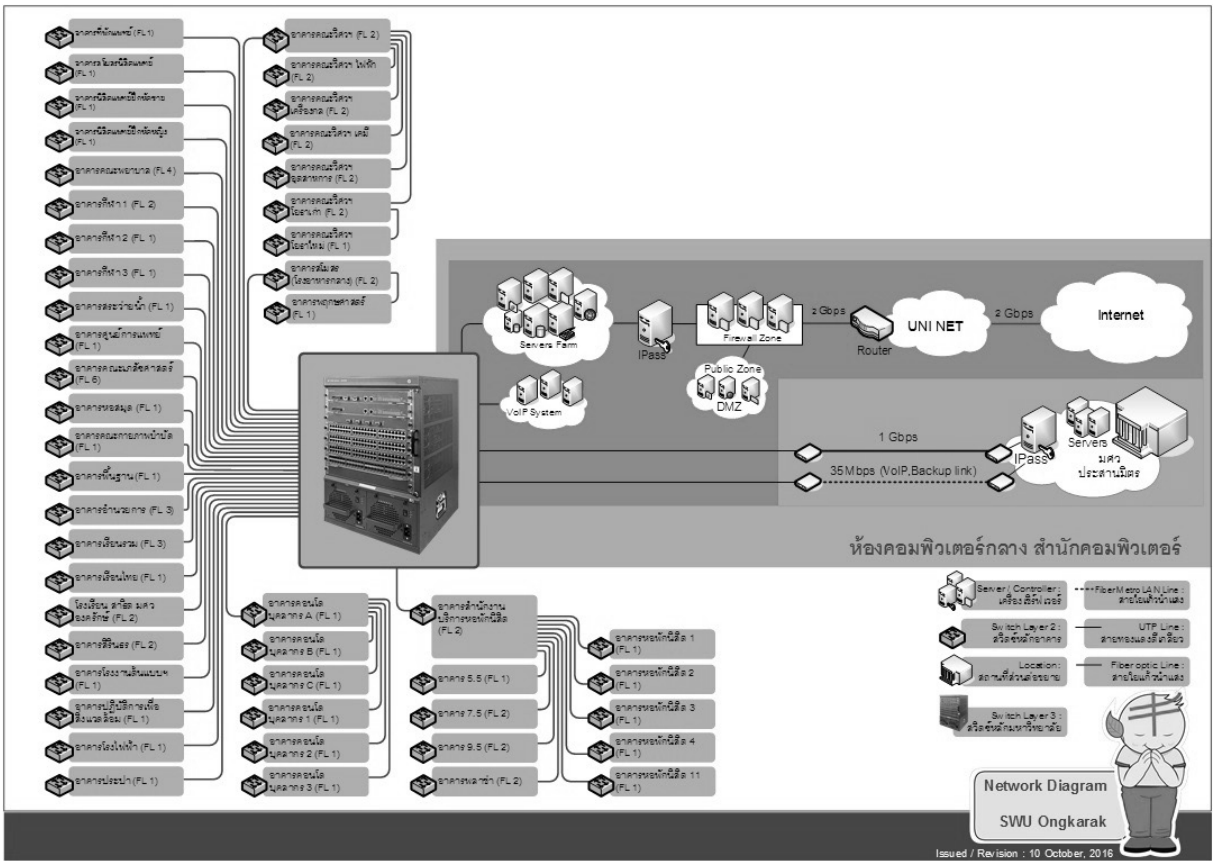 อาคารที่พักแพทย์ (FL 1)
อาคารสโมสรนิสิตแพทย์
(FL 1)
อาคารนิสิตแพทย์ฝึกหัดชาย
(FL 1)
อาคารนิสิตแพทย์ฝึกหัดหญิง
(FL 1)
อาคารคณะพยาบาล (FL 4)
อาคารกีฬา 1 (FL 2)
อาคารกีฬา 2 (FL 1)
อาคารกีฬา 3 (FL 1)
อาคารสระว่ายน้ำ (FL 1)
อาคารศูนย์การแพทย์
(FL 1)
อาคารคณะเภสัชศาสตร์
(FL 6)
อาคารหอสมุด (FL 1)
อาคารคณะกายภาพบำบัด
(FL 1)
อาคารพื้นฐาน (FL 1)
อาคารอำนวยการ (FL 3)
อาคารเรียนรวม (FL 3)
อาคารเรือนไทย (FL 1)
โรงเรียน สาธิต มศว
องครักษ์ (FL 2)
อาคารสิรินธร (FL 2)
อาคารโรงงานต้นแบบฯ
(FL 1)
อาคารปฏิบัติการเพื่อ
สิ่งแวดล้อม (FL 1)
อาคารโรงไฟฟ้า (FL 1)
อาคารประปา (FL 1)
อาคารคณะวิศวฯ (FL 2)
อาคารคณะวิศวฯ ไฟฟ้า
(FL 2)
อาคารคณะวิศวฯ
เครื่องกล (FL 2)
อาคารคณะวิศวฯ เคมี
(FL 2)
อาคารคณะวิศวฯ
อุตสาหการ (FL 2)
อาคารคณะวิศวฯ
โยธาเก่า (FL 2)
อาคารคณะวิศวฯ
โยธาใหม่ (FL 1)
อาคารสโมสร
(โรงอาหารกลาง) (FL 2)
อาคารพฤกษศาสตร์
(FL 1)
Servers Farm
IPass
Firewall Zone
2 Gbps
Router
UNI NET
2 Gbps
Internet
VoIP System
Public Zone
DMZ
1 Gbps
35 Mbps (VoIP,Backup link)
IPass
Servers
มศว
ประสานมิตร
ห้องคอมพิวเตอร์กลาง สำนักคอมพิวเตอร์
อาคารคอนโด
บุคลากร A (FL 1)
อาคารคอนโด
บุคลากร B (FL 1)
อาคารคอนโด
บุคลากร C (FL 1)
อาคารคอนโด
บุคลากร 1 (FL 1)
อาคารคอนโด
บุคลากร 2 (FL 1)
อาคารคอนโด
บุคลากร 3 (FL 1)
อาคารสำนักงาน
บริการหอพักนิสิต
(FL 2)
อาคาร 5.5 (FL 1)
อาคาร 7.5 (FL 2)
อาคาร 9.5 (FL 2)
อาคารพลาซ่า (FL 2)
อาคารหอพักนิสิต 1
(FL 1)
อาคารหอพักนิสิต 2
(FL 1)
อาคารหอพักนิสิต 3
(FL 1)
อาคารหอพักนิสิต 4
(FL 1)
อาคารหอพักนิสิต 11
(FL 1)
Server / Controller :
เครื่องเซิร์ฟเวอร์
Fiber Metro LAN Line :
สายใยแก้วนำแสง
Switch Layer 2 :
สวิตซ์หลักอาคาร
UTP Line :
สายทองแดงตีเกลียว
Location :
สถานที่ส่วนต่อขยาย
Fiber optic Line :
สายใยแก้วนำแสง
Switch Layer 3 :
สวิตซ์หลักมหาวิทยาลัย
Network Diagram
SWU Ongkarak
Issued / Revision : 10 October, 2016